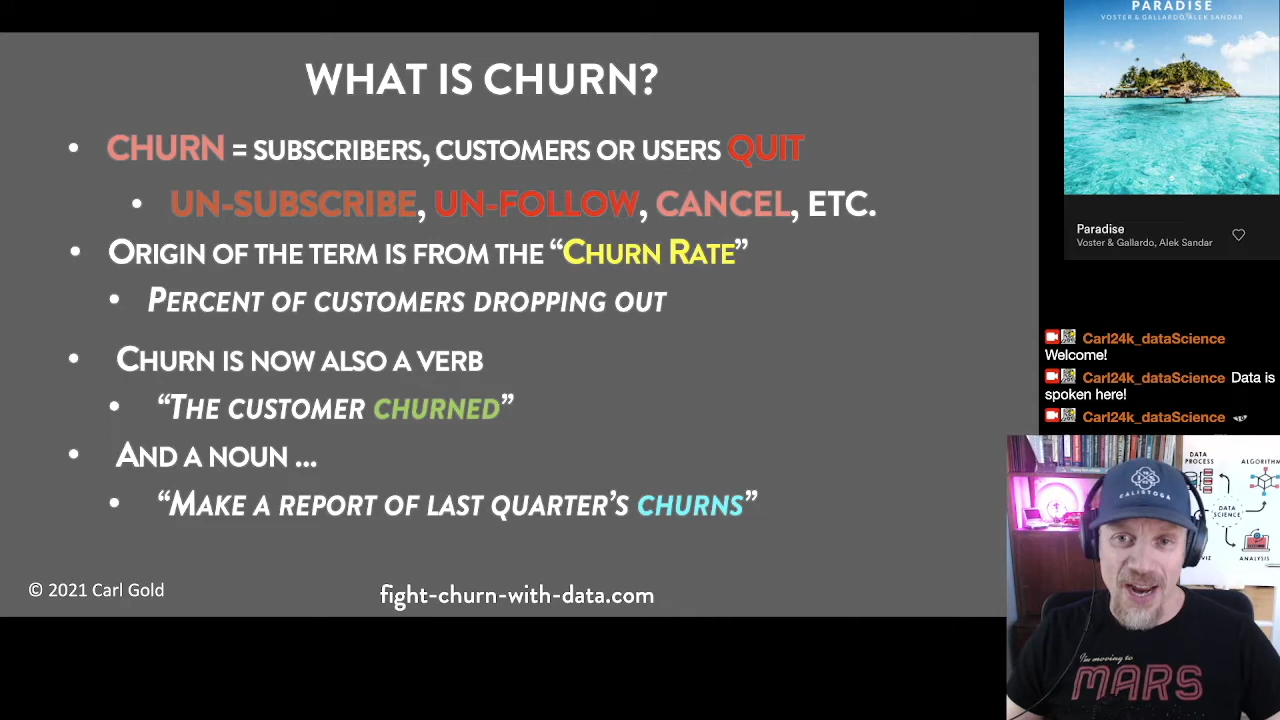 WHAT IS CHURN?
• CHURN = SUBSCRIBERS, CUSTOMERS OR USERS QUIT
• UN-SUBSCRIBE, UN-FOLLOW, CANCEL, ETC.
• ORIGIN OF THE TERM IS FROM THE “CHURN RATE”
• PERCENT OF CUSTOMERS DROPPING OUT
• CHURN IS NOW ALSO A VERB
• “THE CUSTOMER CHURNED”
• AND A NOUN ...
• “MAKE A REPORT OF LAST QUARTER’S CHURNS”
© 2021 Carl Gold
fight-churn-with-data.com
PARADISE
VOSTER & GALLARDO, ALEK SANDAR
Paradise
Voster & Gallardo, Alek Sandar
Carl24k_dataScience
Welcome!
Carl24k_dataScience Data is
spoken here!
Carl24k_dataScience
DATA
PROCESS
ALGORITHM
DATA
SCIENCE
ANALYSIS
CALISTOGA
I'm moving to
MARS